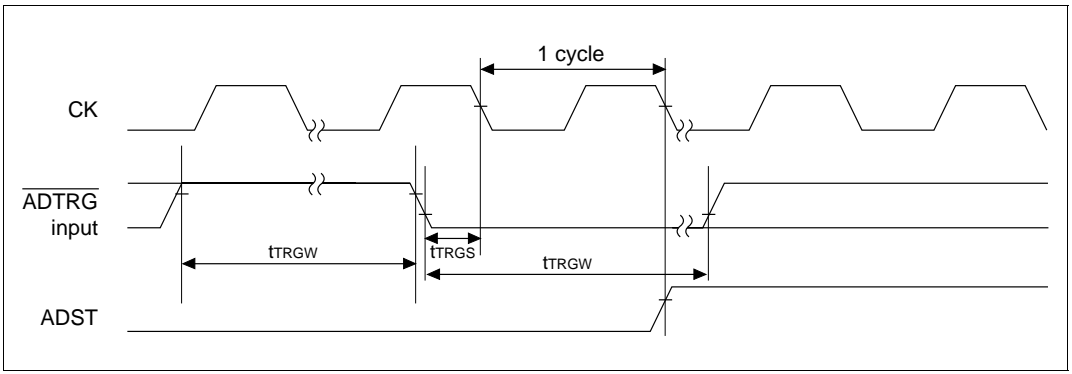 1 cycle
CK
ADTRG
input
tTRGW
tTRGS
tTRGW
ADST